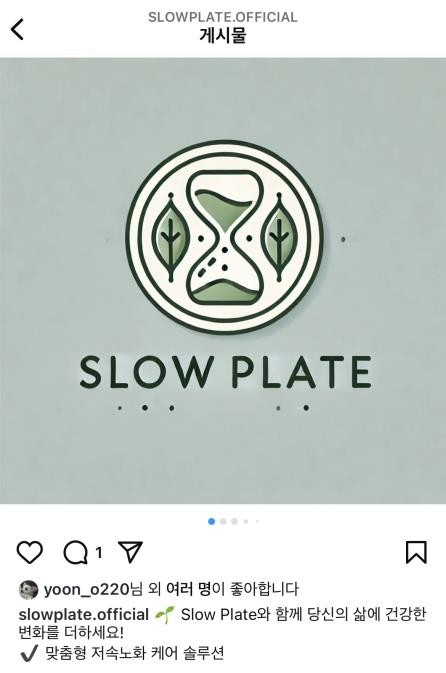 SLOWPLATE.OFFICIAL
게시물
SLOW PLATE
1
yoon_o220님 외 여러 명이 좋아합니다
slowplate.official 🌱 Slow Plate와 함께 당신의 삶에 건강한
변화를 더하세요!
✔️ 맞춤형 저속노화 케어 솔루션